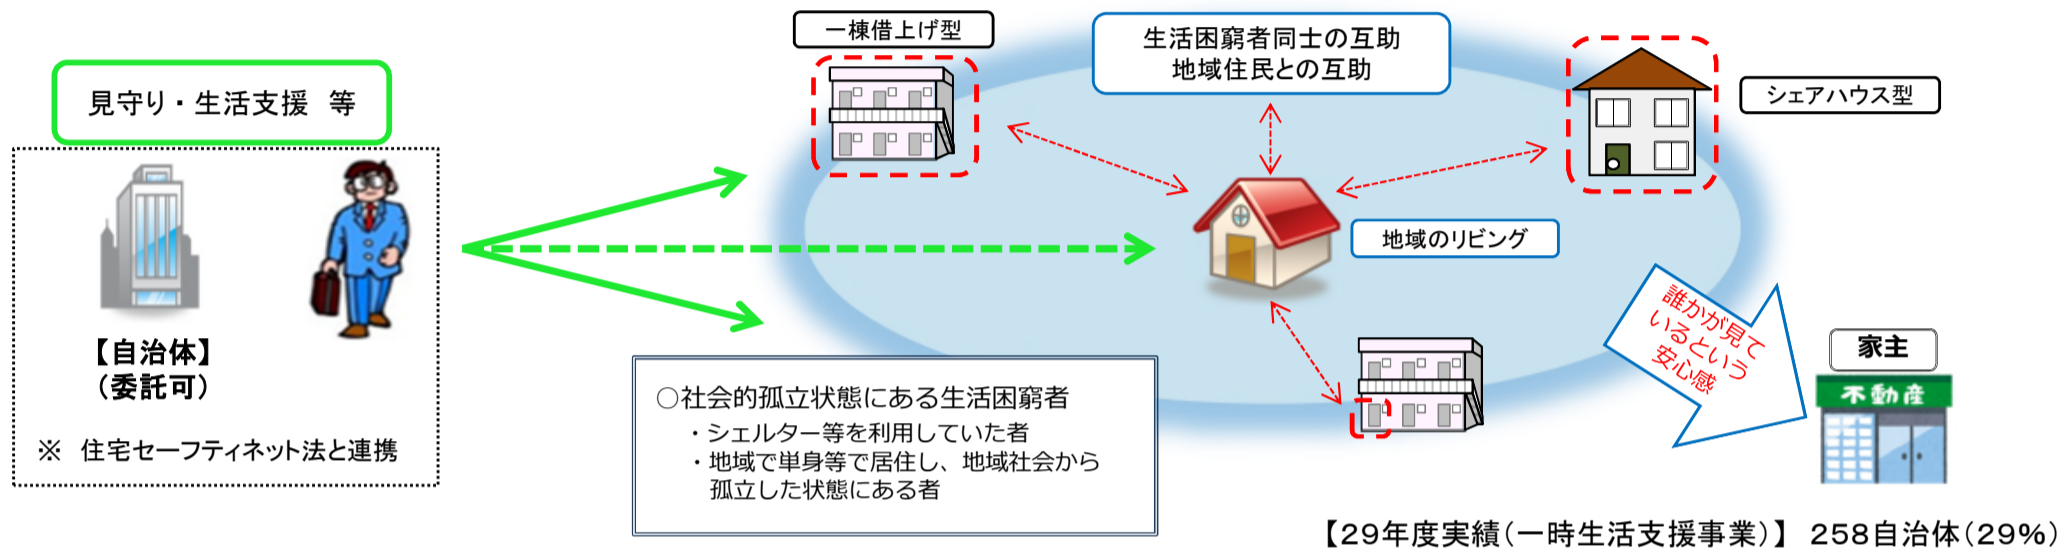 見守り・生活支援　等
【自治体】
（委託可）
※　住宅セーフティネット法と連携
一棟借上げ型
生活困窮者同士の互助
地域住民との互助
シェアハウス型
地域のリビング
誰かが見て
いるという
安心感
家主
不動産
○社会的孤立状態にある生活困窮者
・シェルター等を利用していた者
・地域で単身等で居住し、地域社会から
孤立した状態にある者
【29年度実績（一時生活支援事業）】　258自治体（29％）